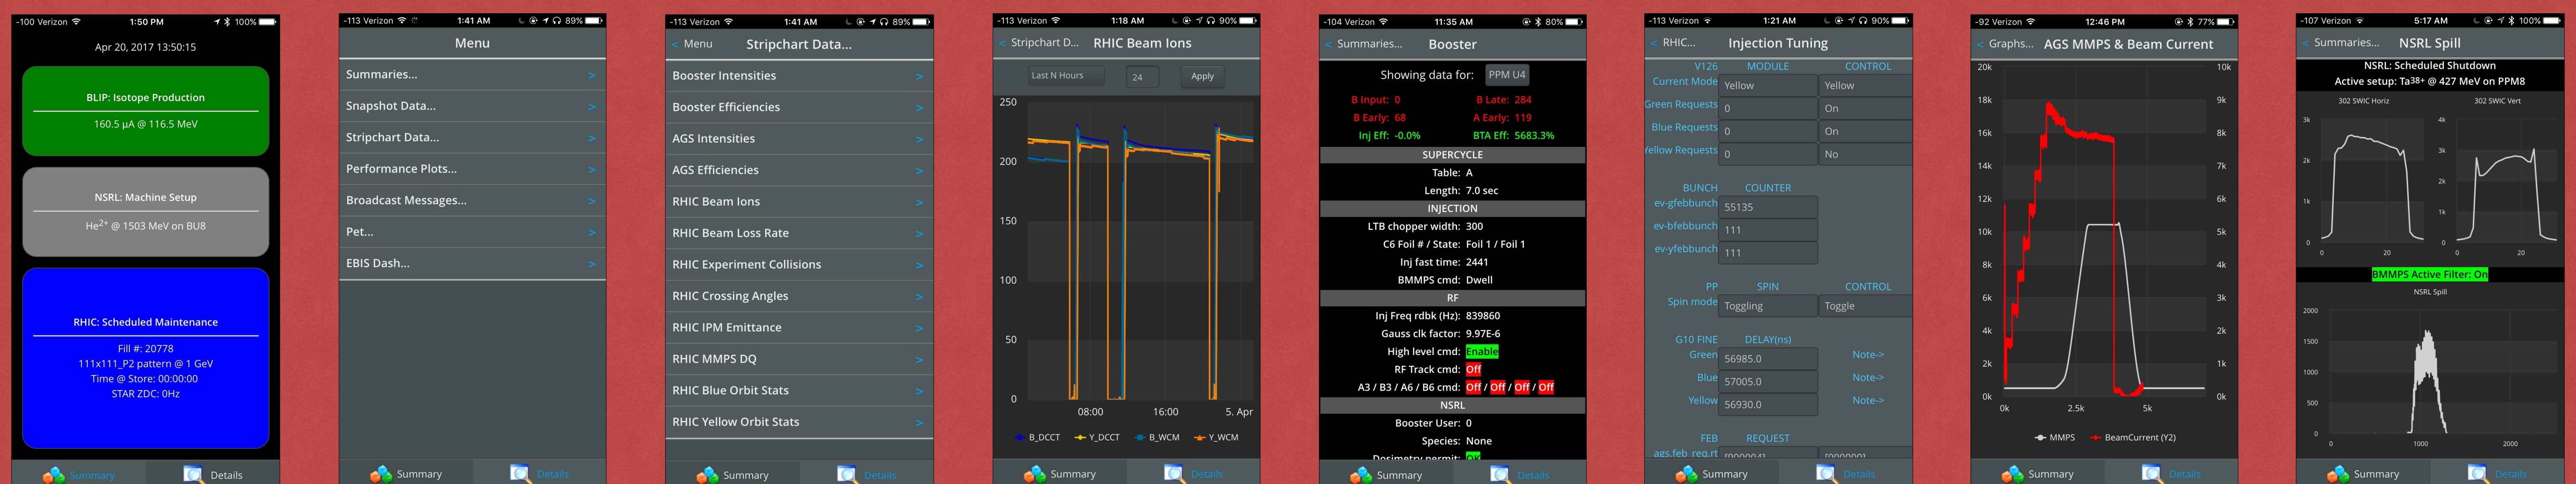 -100 Verizon 1:50 PM 100%
Apr 20, 2017 13:50:15
BLIP: Isotope Production
160.5 µA @ 116.5 MeV
NSRL: Machine Setup
He2+ @ 1503 MeV on BU8
RHIC: Scheduled Maintenance
Fill #: 20778
111x111_P2 pattern @ 1 GeV
Time @ Store: 00:00:00
STAR ZDC: 0Hz
Summary Details
-113 Verizon 1:41 AM 89%
Menu
Summaries... >
Snapshot Data... >
Stripchart Data... >
Performance Plots... >
Broadcast Messages... >
Pet... >
EBIS Dash... >
Summary Details
-113 Verizon 1:41 AM 89%
< Menu Stripchart Data...
Booster Intensities >
Booster Efficiencies >
AGS Intensities >
AGS Efficiencies >
RHIC Beam Ions >
RHIC Beam Loss Rate >
RHIC Experiment Collisions >
RHIC Crossing Angles >
RHIC IPM Emittance >
RHIC MMPS DQ >
RHIC Blue Orbit Stats >
RHIC Yellow Orbit Stats >
Summary Details
-113 Verizon 1:18 AM 90%
< Stripchart D... RHIC Beam Ions
Last N Hours 24 Apply
250
200
150
100
50
0
08:00 16:00 5. Apr
B_DCCT Y_DCCT B_WCM Y_WCM
Summary Details
-104 Verizon 11:35 AM 80%
< Summaries... Booster
Showing data for: PPM U4
B Input: 0 B Late: 284
B Early: 68 A Early: 119
Inj Eff: -0.0% BTA Eff: 5683.3%
SUPERCYCLE
Table: A
Length: 7.0 sec
INJECTION
LTB chopper width: 300
C6 Foil # / State: Foil 1 / Foil 1
Inj fast time: 2441
BMMPS cmd: Dwell
RF
Inj Freq rdbk (Hz): 839860
Gauss clk factor: 9.97E-6
High level cmd: Enable
RF Track cmd: Off
A3 / B3 / A6 / B6 cmd: Off / Off / Off / Off
NSRL
Booster User: 0
Species: None
Dosimetry permit: OK
Summary Details
-113 Verizon 1:21 AM 90%
< RHIC... Injection Tuning
V126 MODULE CONTROL
Current Mode Yellow Yellow
Green Requests 0 On
Blue Requests 0 On
Yellow Requests 0 No
BUNCH COUNTER
ev-gfebbunch 55135
ev-bfebbunch 111
ev-yfebbunch 111
PP SPIN CONTROL
Spin mode Toggling Toggle
G10 FINE DELAY(ns)
Green 56985.0 Note->
Blue 57005.0 Note->
Yellow 56930.0 Note->
FEB REQUEST
ags.feb_req.rt
Summary Details
-92 Verizon 12:46 PM 77%
< Graphs... AGS MMPS & Beam Current
20k 10k
18k 9k
16k 8k
14k 7k
12k 6k
10k 5k
8k 4k
6k 3k
4k 2k
2k 1k
0k 0k
0k 2.5k 5k
MMPS BeamCurrent (Y2)
Summary Details
-107 Verizon 5:17 AM 100%
< Summaries... NSRL Spill
NSRL: Scheduled Shutdown
Active setup: Ta38+ @ 427 MeV on PPM8
302 SWIC Horiz 302 SWIC Vert
3k 4k
2k 3k
1k 2k
0 1k
0
0 20 0 20
BMMPS Active Filter: On
NSRL Spill
2000
1500
1000
500
0
0 1000 2000
Summary Details